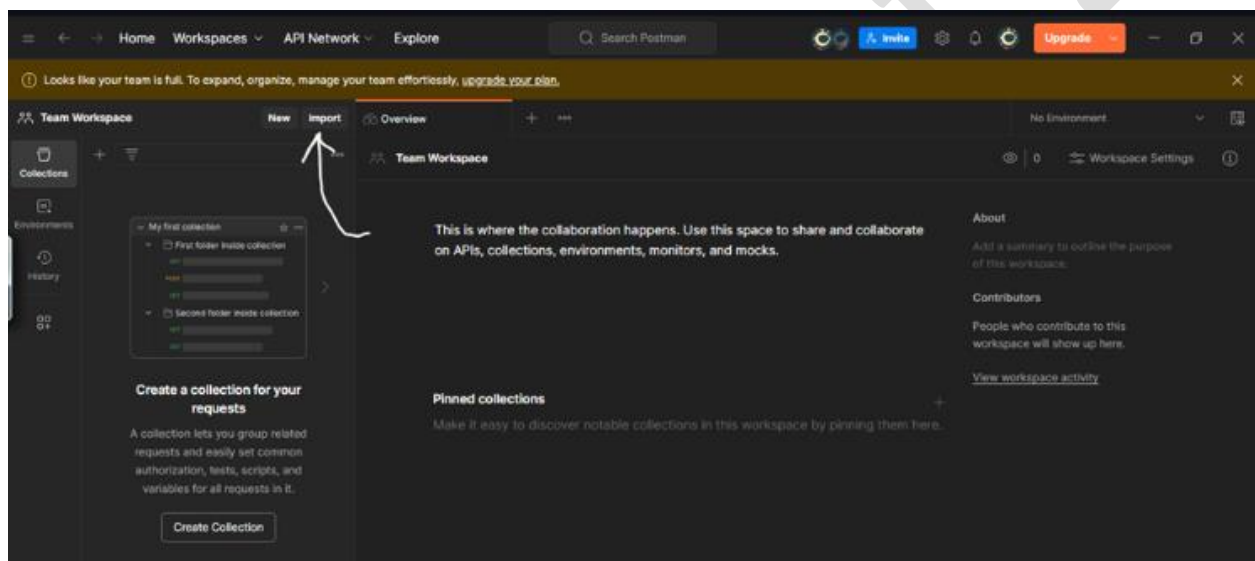 Home Workspaces API Network Explore Search Postman Invite Upgrade
Looks like your team is full. To expand, organize, manage your team effortlessly, upgrade your plan.
Team Workspace New Import Overview No Environment
Collections
Team Workspace 0 Workspace Settings
Environments
History
My first collection
First folder inside collection
Second folder inside collection
Create a collection for your
requests
A collection lets you group related
requests and easily set common
authorization, tests, scripts, and
variables for all requests in it.
Create Collection
This is where the collaboration happens. Use this space to share and collaborate
on APIs, collections, environments, monitors, and mocks.
Pinned collections
Make it easy to discover notable collections in this workspace by pinning them here.
About
Add a summary to outline the purpose
of this workspace.
Contributors
People who contribute to this
workspace will show up here.
View workspace activity